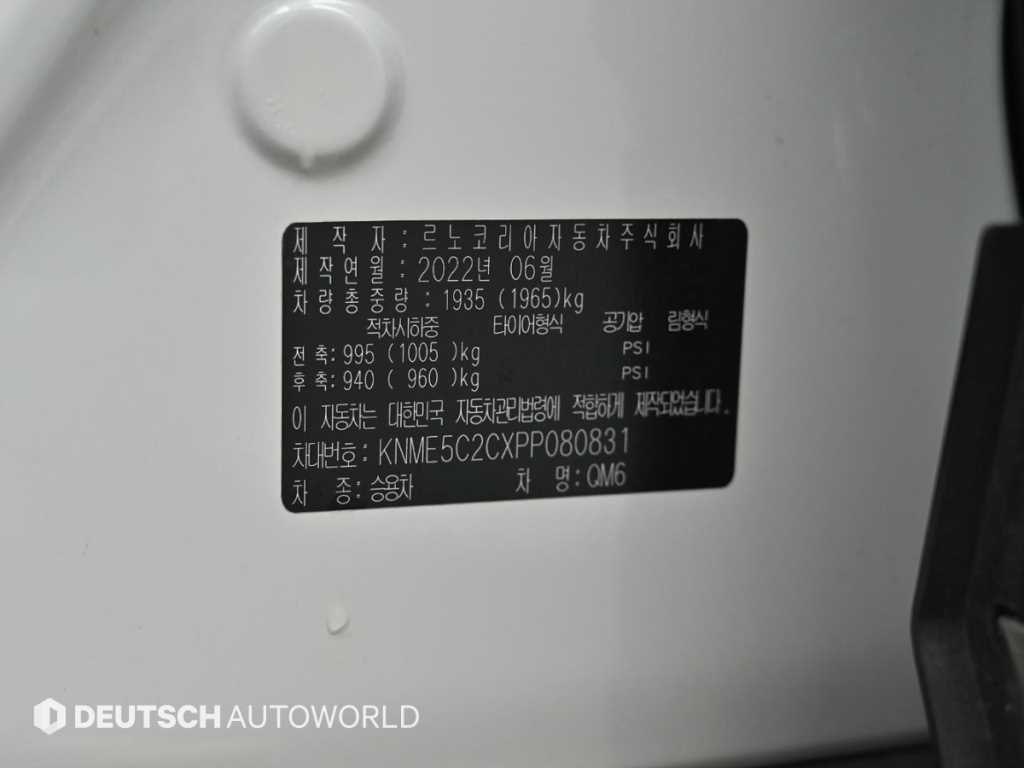 제 작 자 : 르노코리아자동차주식회사
제작연월 : 2022년 06월
차량총중량 : 1935 (1965)kg
적차시하중 타이어형식 공기압 림형식
전축: 995 (1005 )kg PSI
후축: 940 ( 960)kg PSI
이 자동차는 대한민국 자동차관리법령에 적합하게 제작되었습니다.
차대번호: KNME5C2CXPP080831
차 종: 승용차 차 명: QM6
DEUTSCH AUTOWORLD